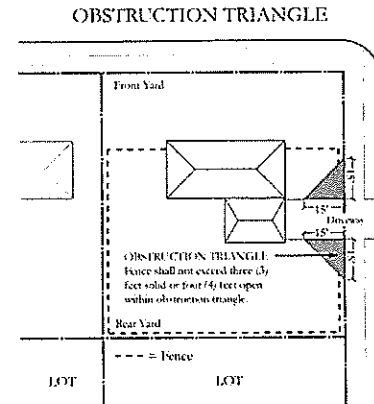 OBSTRUCTION TRIANGLE
Front Yard
15'
15'
Driveway
15'
15'
OBSTRUCTION TRIANGLE
Fence shall not exceed three (3)
feet solid or four (4) feet open
within obstruction triangle.
Rear Yard
= Fence
LOT
LOT